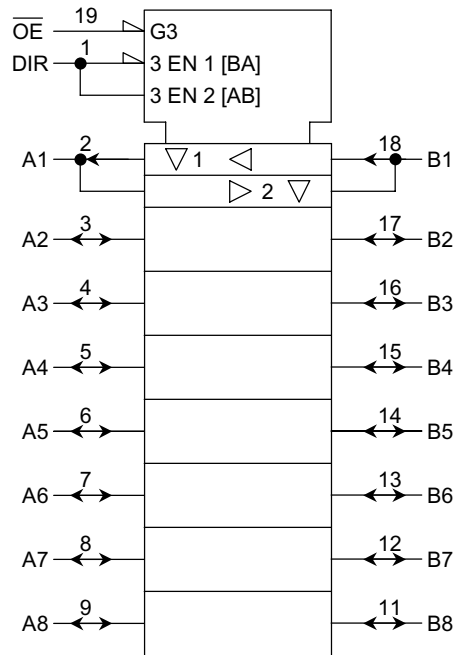 19
O̅E̅ G3
1
DIR 3 EN 1 [BA]
3 EN 2 [AB]
2 18
A1 1 B1
2
3 17
A2 B2
4 16
A3 B3
5 15
A4 B4
6 14
A5 B5
7 13
A6 B6
8 12
A7 B7
9 11
A8 B8